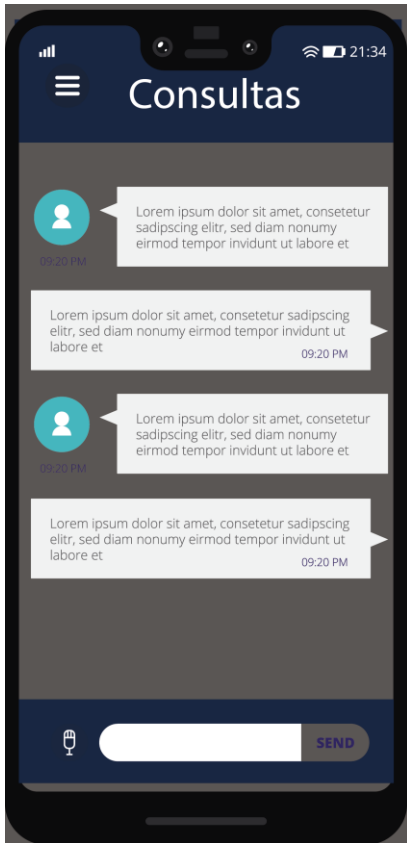 21:34
Consultas
Lorem ipsum dolor sit amet, consetetur
sadipscing elitr, sed diam nonumy
eirmod tempor invidunt ut labore et
09:20 PM
Lorem ipsum dolor sit amet, consetetur sadipscing
elitr, sed diam nonumy eirmod tempor invidunt ut
labore et
09:20 PM
Lorem ipsum dolor sit amet, consetetur
sadipscing elitr, sed diam nonumy
eirmod tempor invidunt ut labore et
09:20 PM
Lorem ipsum dolor sit amet, consetetur sadipscing
elitr, sed diam nonumy eirmod tempor invidunt ut
labore et
09:20 PM
SEND